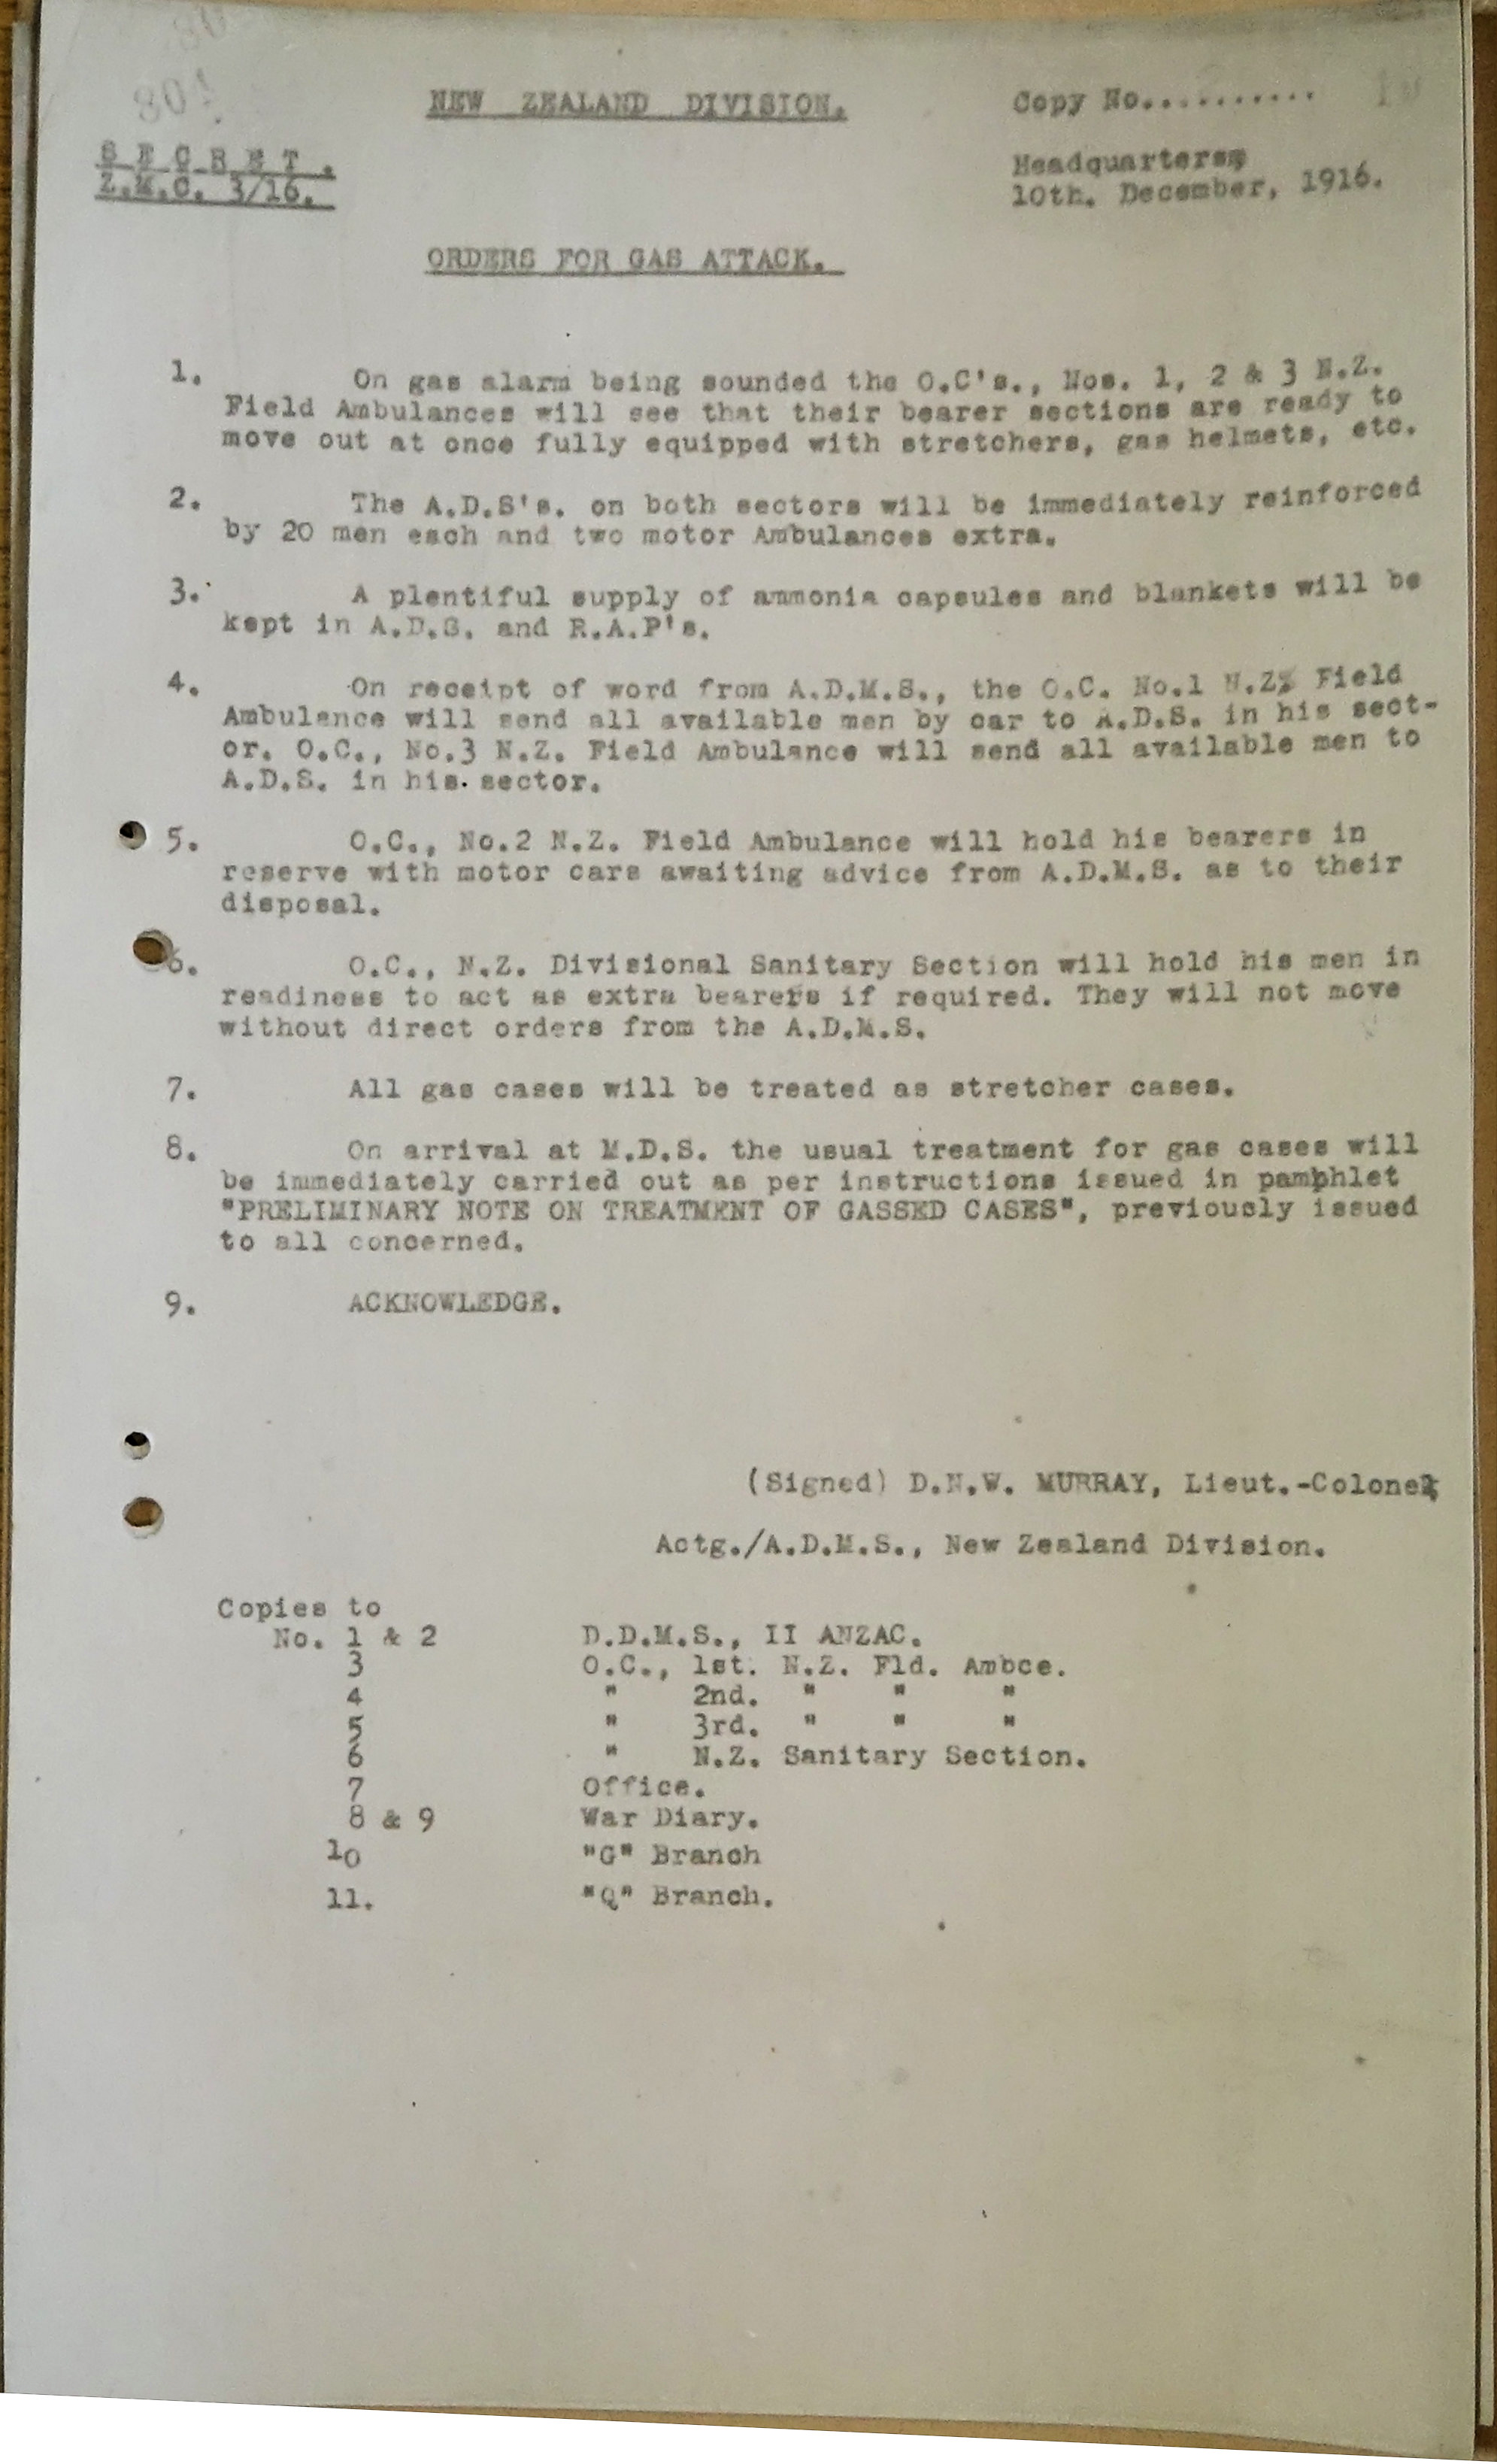 80!
NEW ZEALAND DIVISION.
Copy No...........
10
S E C R E T .
Z.M.C. 3/16.
Headquarters,
10th. December, 1916.
ORDERS FOR GAS ATTACK.
1. On gas alarm being sounded the O.C's., Nos. 1, 2 & 3 N.Z.
Field Ambulances will see that their bearer sections are ready to
move out at once fully equipped with stretchers, gas helmets, etc.
2. The A.D.S's. on both sectors will be immediately reinforced
by 20 men each and two motor Ambulances extra.
3. A plentiful supply of ammonia capsules and blankets will be
kept in A.D.S. and R.A.P's.
4. On receipt of word from A.D.M.S., the O.C. No.1 N.Z. Field
Ambulance will send all available men by car to A.D.S. in his sect-
or. O.C., No.3 N.Z. Field Ambulance will send all available men to
A.D.S. in his sector.
5. O.C., No.2 N.Z. Field Ambulance will hold his bearers in
reserve with motor cars awaiting advice from A.D.M.S. as to their
disposal.
6. O.C., N.Z. Divisional Sanitary Section will hold his men in
readiness to act as extra bearers if required. They will not move
without direct orders from the A.D.M.S.
7. All gas cases will be treated as stretcher cases.
8. On arrival at M.D.S. the usual treatment for gas cases will
be immediately carried out as per instructions issued in pamphlet
"PRELIMINARY NOTE ON TREATMENT OF GASSED CASES", previously issued
to all concerned.
9. ACKNOWLEDGE.
(Signed) D.N.W. MURRAY, Lieut.-Colonel
Actg./A.D.M.S., New Zealand Division.
Copies to
No. 1 & 2 D.D.M.S., II ANZAC.
3 O.C., 1st. N.Z. Fld. Ambce.
4 " 2nd. " " "
5 " 3rd. " " "
6 " N.Z. Sanitary Section.
7 Office.
8 & 9 War Diary.
10 "G" Branch
11. "Q" Branch.